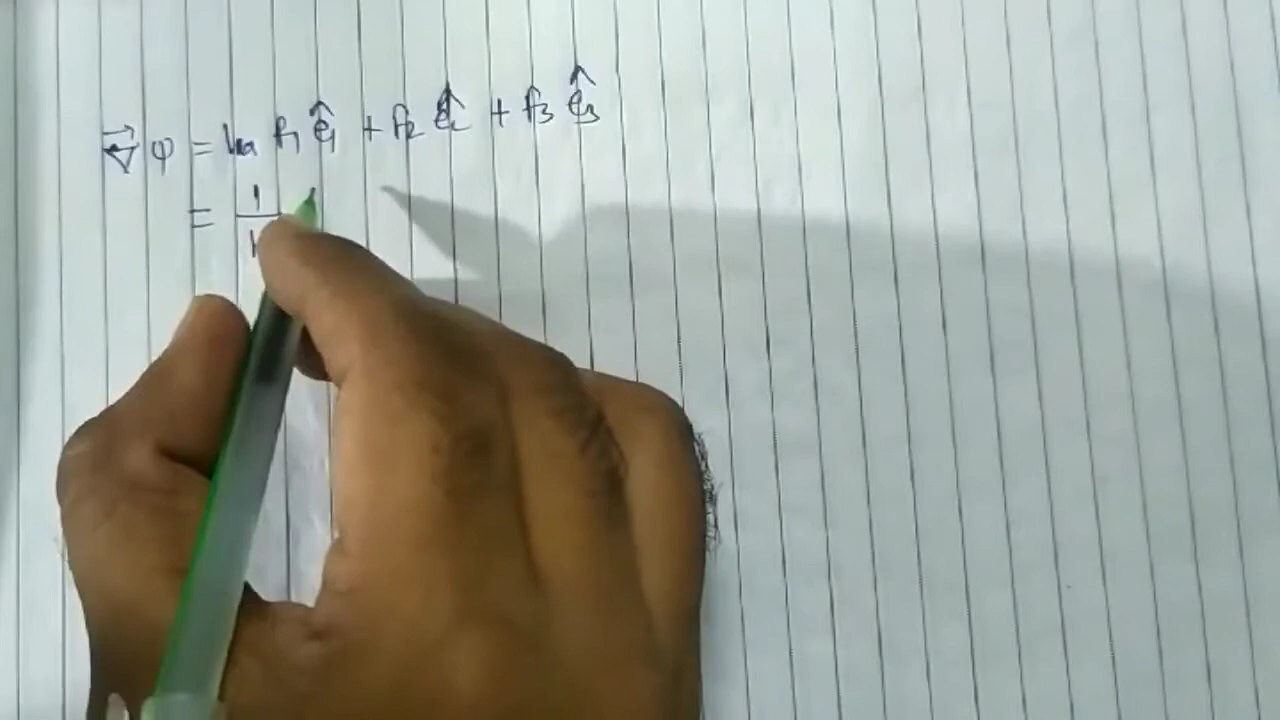 ∇⃗ φ = f₁ ê₁ + f₂ ê₂ + f₃ ê₃
= 1/